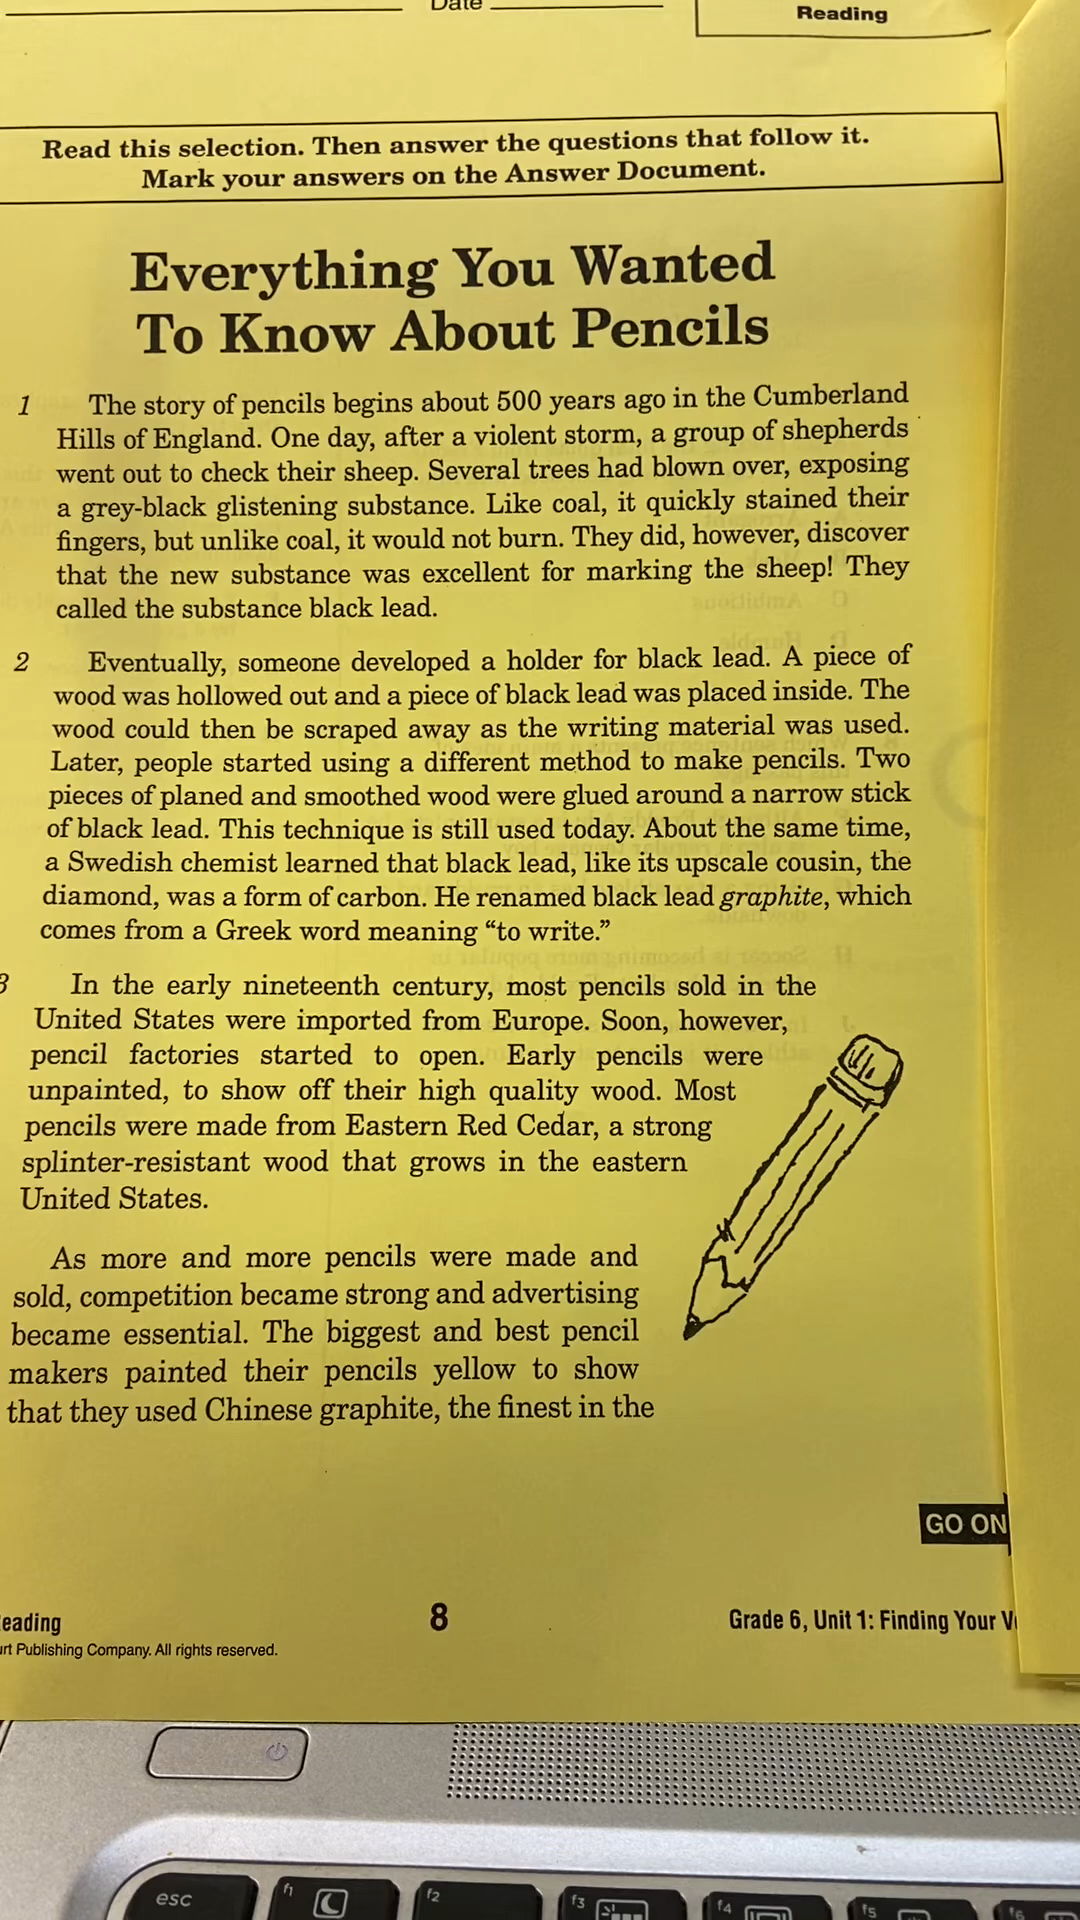 Date
Reading
Read this selection. Then answer the questions that follow it.
Mark your answers on the Answer Document.
Everything You Wanted
To Know About Pencils
1 The story of pencils begins about 500 years ago in the Cumberland
Hills of England. One day, after a violent storm, a group of shepherds
went out to check their sheep. Several trees had blown over, exposing
a grey-black glistening substance. Like coal, it quickly stained their
fingers, but unlike coal, it would not burn. They did, however, discover
that the new substance was excellent for marking the sheep! They
called the substance black lead.
2 Eventually, someone developed a holder for black lead. A piece of
wood was hollowed out and a piece of black lead was placed inside. The
wood could then be scraped away as the writing material was used.
Later, people started using a different method to make pencils. Two
pieces of planed and smoothed wood were glued around a narrow stick
of black lead. This technique is still used today. About the same time,
a Swedish chemist learned that black lead, like its upscale cousin, the
diamond, was a form of carbon. He renamed black lead graphite, which
comes from a Greek word meaning “to write.”
3 In the early nineteenth century, most pencils sold in the
United States were imported from Europe. Soon, however,
pencil factories started to open. Early pencils were
unpainted, to show off their high quality wood. Most
pencils were made from Eastern Red Cedar, a strong
splinter-resistant wood that grows in the eastern
United States.
As more and more pencils were made and
sold, competition became strong and advertising
became essential. The biggest and best pencil
makers painted their pencils yellow to show
that they used Chinese graphite, the finest in the
GO ON
eading
8
Grade 6, Unit 1: Finding Your V
urt Publishing Company. All rights reserved.
esc
f1
f2
f3
f4
f5
f6